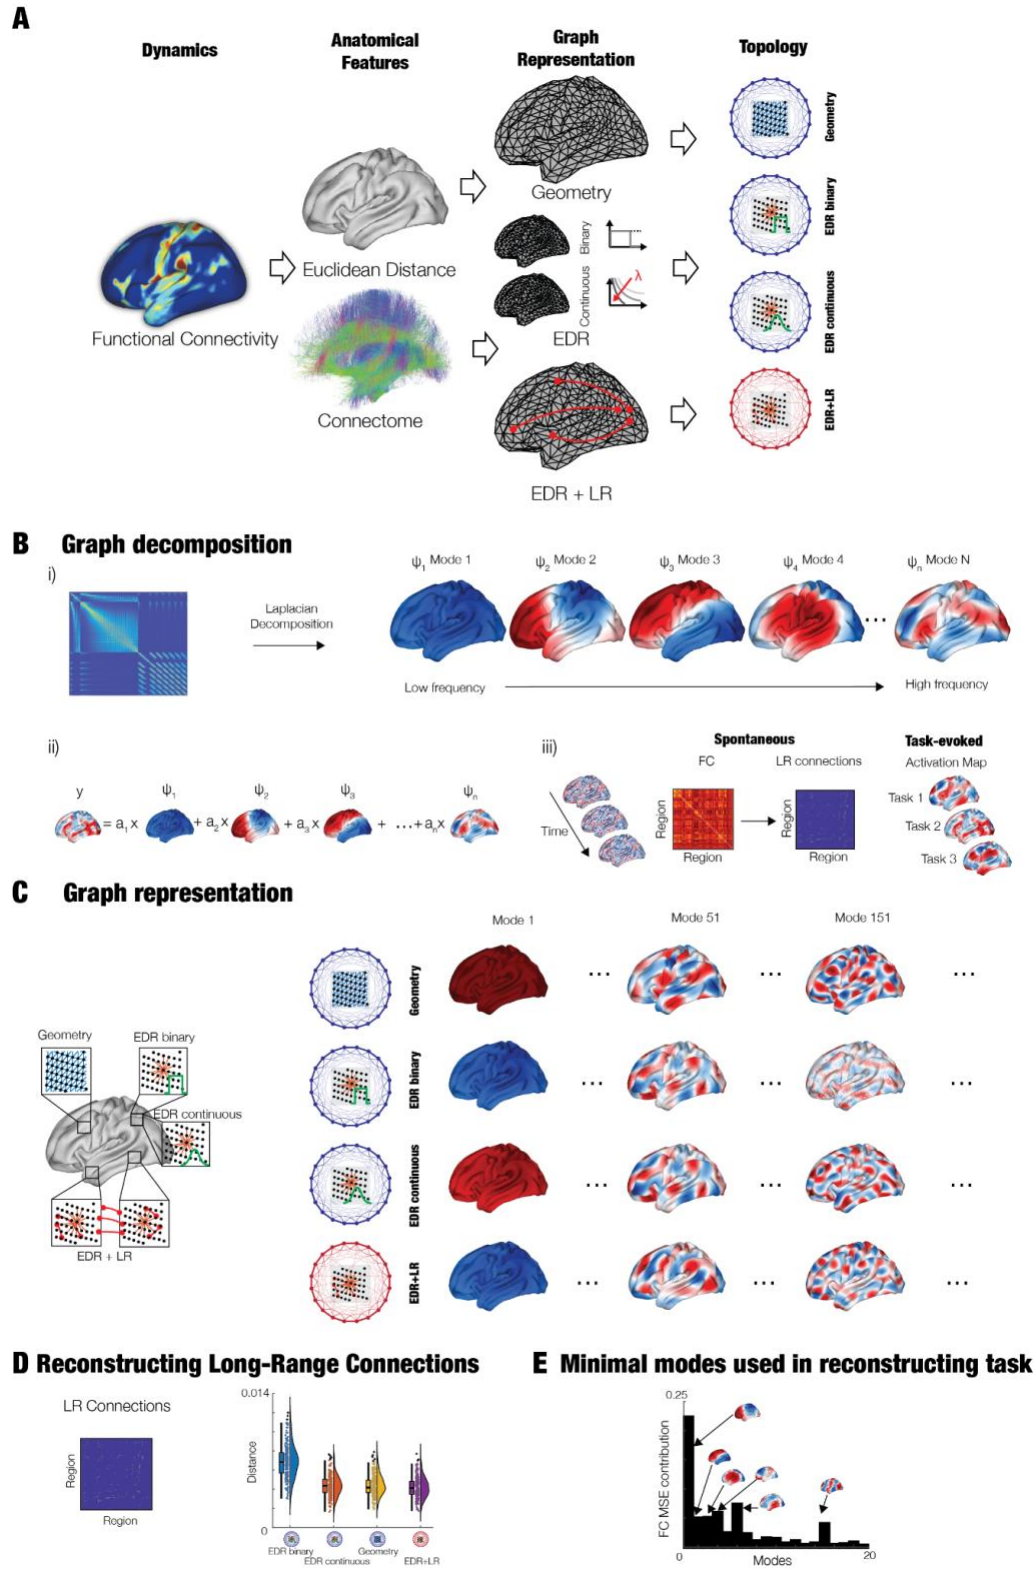 A
Dynamics
Anatomical
Features
Graph
Representation
Topology
Geometry
Geometry
Functional Connectivity
Euclidean Distance
Binary
Continuous
λ
EDR
EDR binary
EDR continuous
Connectome
EDR + LR
EDR+LR
B Graph decomposition
i)
Laplacian
Decomposition
ψ1 Mode 1
ψ2 Mode 2
ψ3 Mode 3
ψ4 Mode 4
ψn Mode N
...
Low frequency
High frequency
ii)
y
ψ1
ψ2
ψ3
ψn
= a1x
+ a2x
+ a3x
+ ...+anx
iii)
Spontaneous
Task-evoked
FC
LR connections
Activation Map
Time
Region
Region
Region
Region
Task 1
Task 2
Task 3
C Graph representation
Mode 1
Mode 51
Mode 151
Geometry
EDR binary
EDR continuous
EDR + LR
Geometry
... ... ...
EDR binary
... ... ...
EDR continuous
... ... ...
EDR+LR
... ... ...
D Reconstructing Long-Range Connections
LR Connections
Region
Region
0.014
Distance
0
EDR binary
EDR continuous
Geometry
EDR+LR
E Minimal modes used in reconstructing task
0.25
FC MSE contribution
0
Modes
20